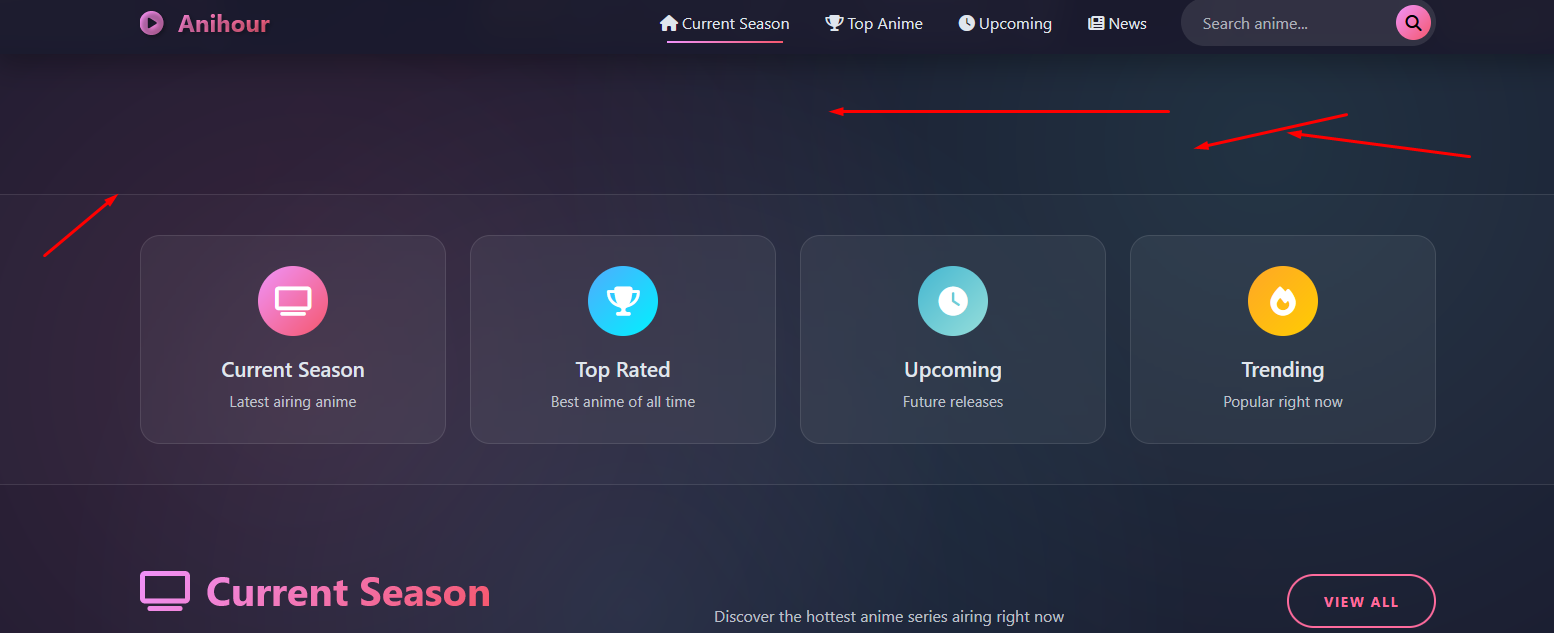 Anihour
Current Season
Top Anime
Upcoming
News
Search anime...
Current Season
Latest airing anime
Top Rated
Best anime of all time
Upcoming
Future releases
Trending
Popular right now
Current Season
Discover the hottest anime series airing right now
VIEW ALL